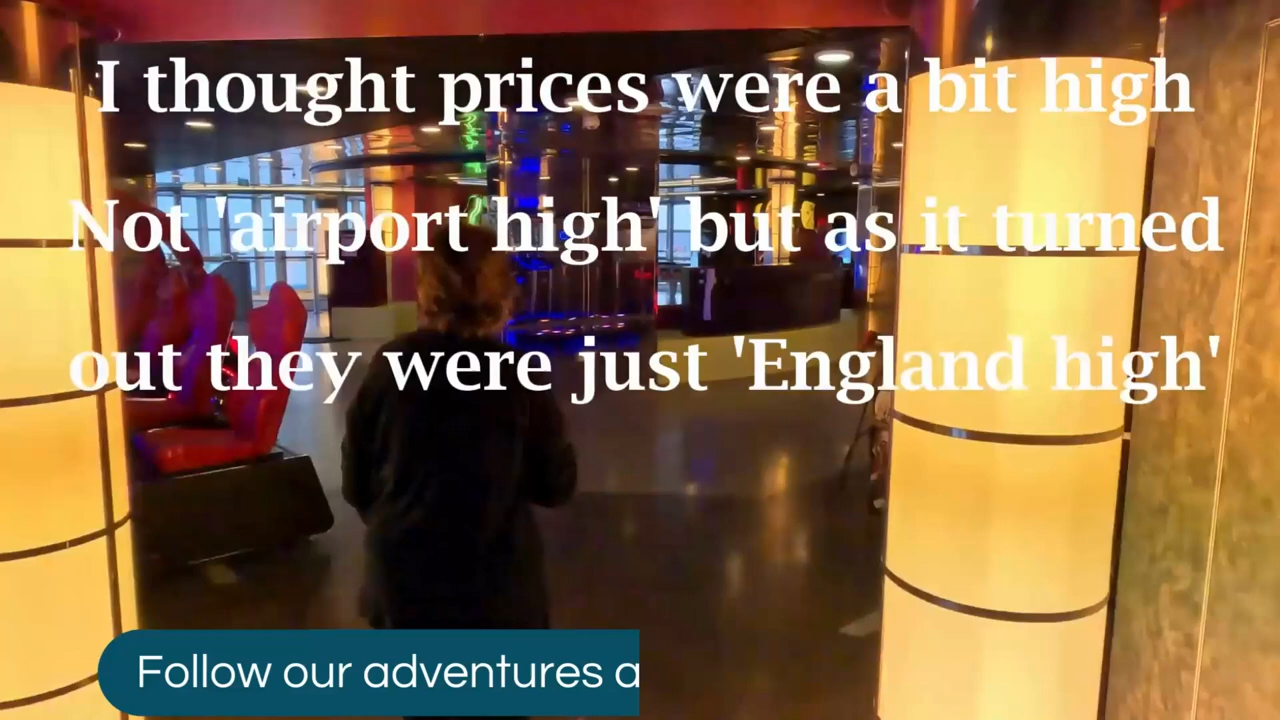 I thought prices were a bit high
Not 'airport high' but as it turned
out they were just 'England high'
Follow our adventures a